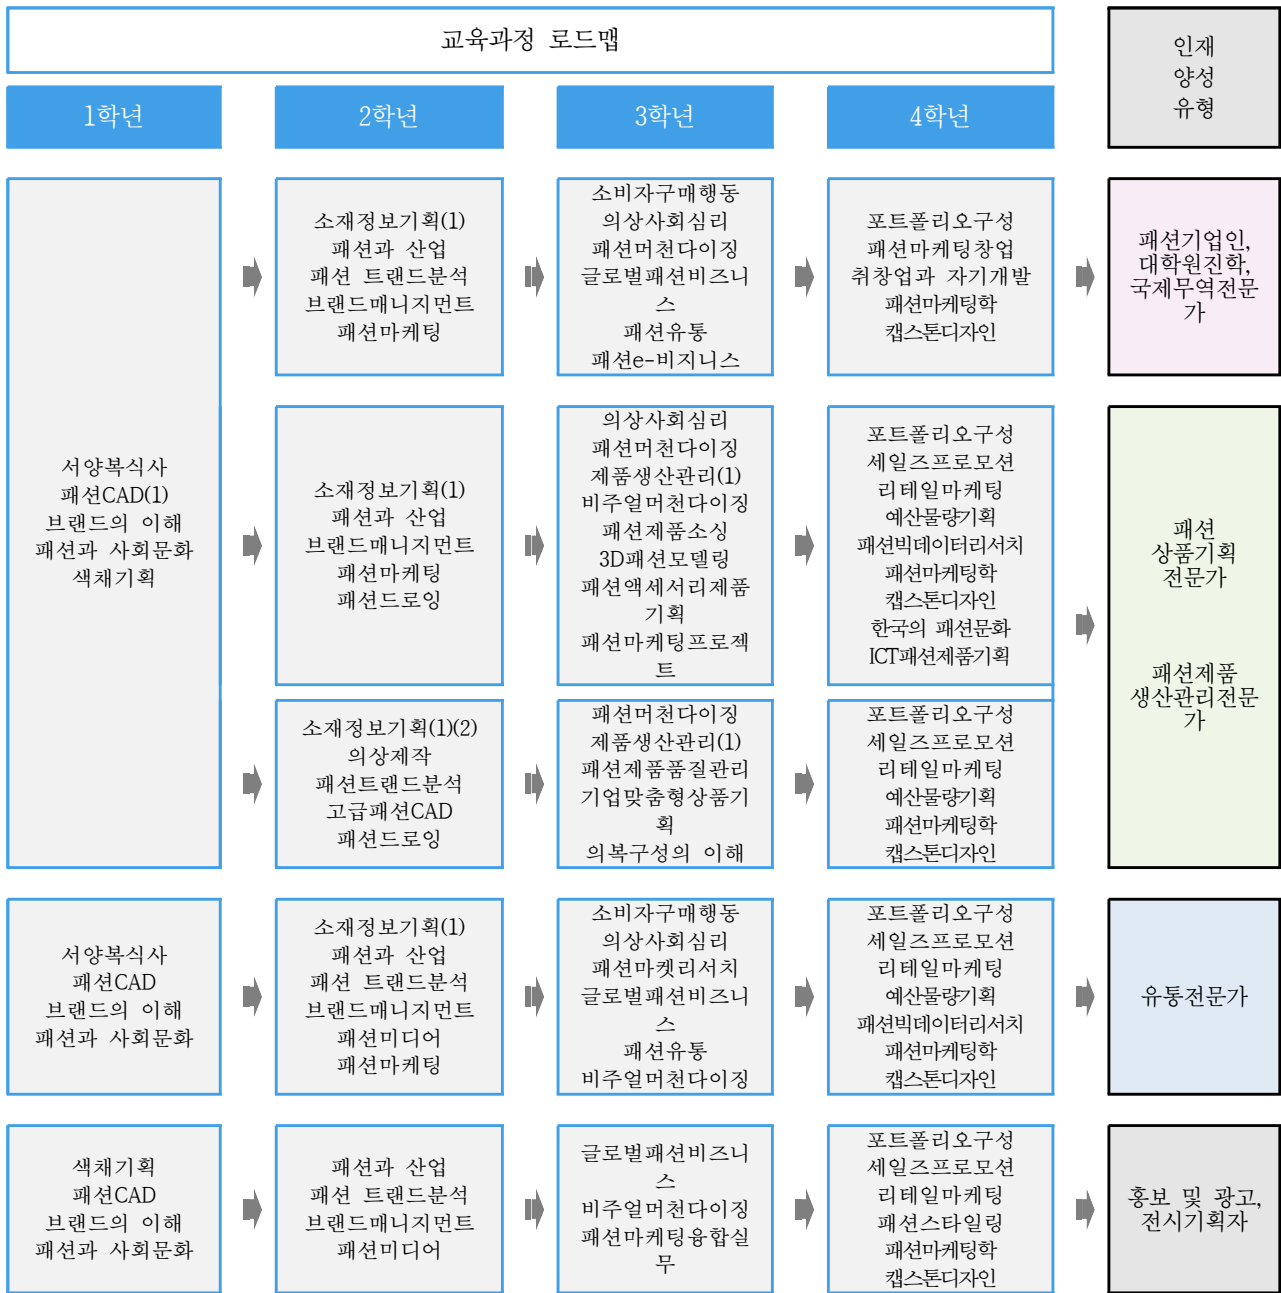 교육과정 로드맵
인재
양성
유형
1학년
2학년
3학년
4학년
서양복식사
패션CAD(1)
브랜드의 이해
패션과 사회문화
색채기획
소재정보기획(1)
패션과 산업
패션 트랜드분석
브랜드매니지먼트
패션마케팅
소비자구매행동
의상사회심리
패션머천다이징
글로벌패션비즈니
스
패션유통
패션e-비지니스
포트폴리오구성
패션마케팅창업
취창업과 자기개발
패션마케팅학
캡스톤디자인
패션기업인,
대학원진학,
국제무역전문
가
소재정보기획(1)
패션과 산업
브랜드매니지먼트
패션마케팅
패션드로잉
의상사회심리
패션머천다이징
제품생산관리(1)
비주얼머천다이징
패션제품소싱
3D패션모델링
패션액세서리제품
기획
패션마케팅프로젝
트
포트폴리오구성
세일즈프로모션
리테일마케팅
예산물량기획
패션빅데이터리서치
패션마케팅학
캡스톤디자인
한국의 패션문화
ICT패션제품기획
패션
상품기획
전문가
패션제품
생산관리전문
가
소재정보기획(1)(2)
의상제작
패션트랜드분석
고급패션CAD
패션드로잉
패션머천다이징
제품생산관리(1)
패션제품품질관리
기업맞춤형상품기
획
의복구성의 이해
포트폴리오구성
세일즈프로모션
리테일마케팅
예산물량기획
패션마케팅학
캡스톤디자인
서양복식사
패션CAD
브랜드의 이해
패션과 사회문화
소재정보기획(1)
패션과 산업
패션 트랜드분석
브랜드매니지먼트
패션미디어
패션마케팅
소비자구매행동
의상사회심리
패션마켓리서치
글로벌패션비즈니
스
패션유통
비주얼머천다이징
포트폴리오구성
세일즈프로모션
리테일마케팅
예산물량기획
패션빅데이터리서치
패션마케팅학
캡스톤디자인
유통전문가
색채기획
패션CAD
브랜드의 이해
패션과 사회문화
패션과 산업
패션 트랜드분석
브랜드매니지먼트
패션미디어
글로벌패션비즈니
스
비주얼머천다이징
패션마케팅융합실
무
포트폴리오구성
세일즈프로모션
리테일마케팅
패션스타일링
패션마케팅학
캡스톤디자인
홍보 및 광고,
전시기획자